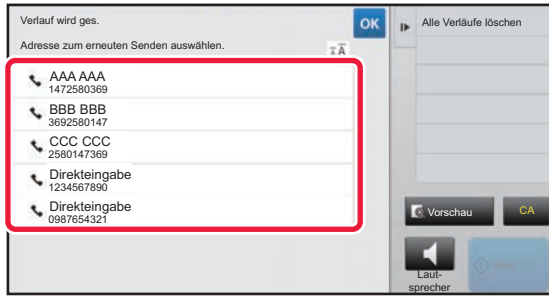 Verlauf wird ges.
OK
Alle Verläufe löschen
Adresse zum erneuten Senden auswählen.
AAA AAA
1472580369
BBB BBB
3692580147
CCC CCC
2580147369
Direkteingabe
1234567890
Direkteingabe
0987654321
Vorschau
CA
Laut-
sprecher
Start